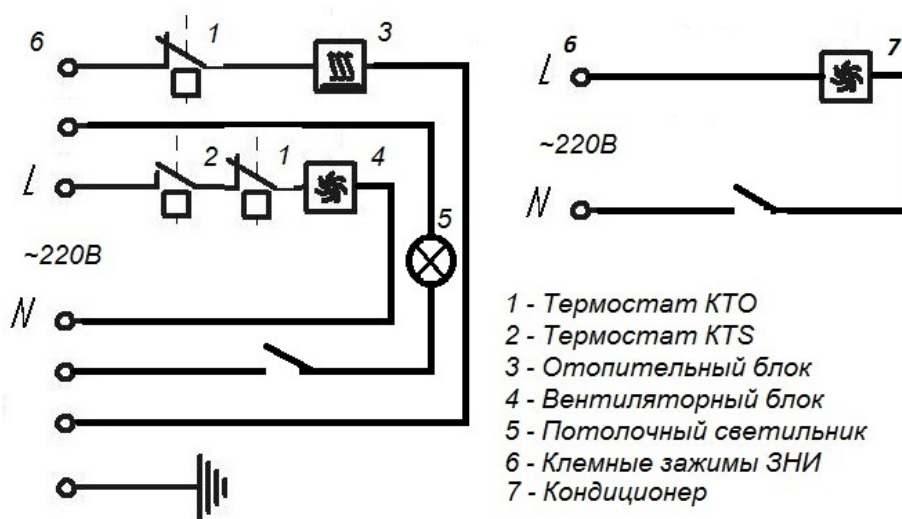 6
1
3
L
2
1
4
~220В
5
N
6
7
L
~220В
N
1 - Термостат КТО
2 - Термостат KTS
3 - Отопительный блок
4 - Вентиляторный блок
5 - Потолочный светильник
6 - Клемные зажимы ЗНИ
7 - Кондиционер